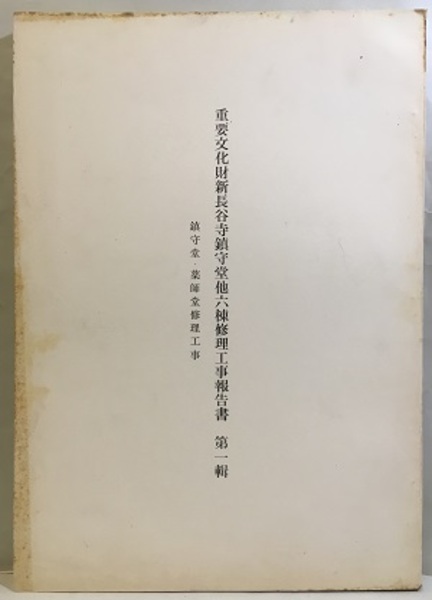 重要文化財新長谷寺鎮守堂他六棟修理工事報告書　第一輯
鎮守堂・薬師堂修理工事